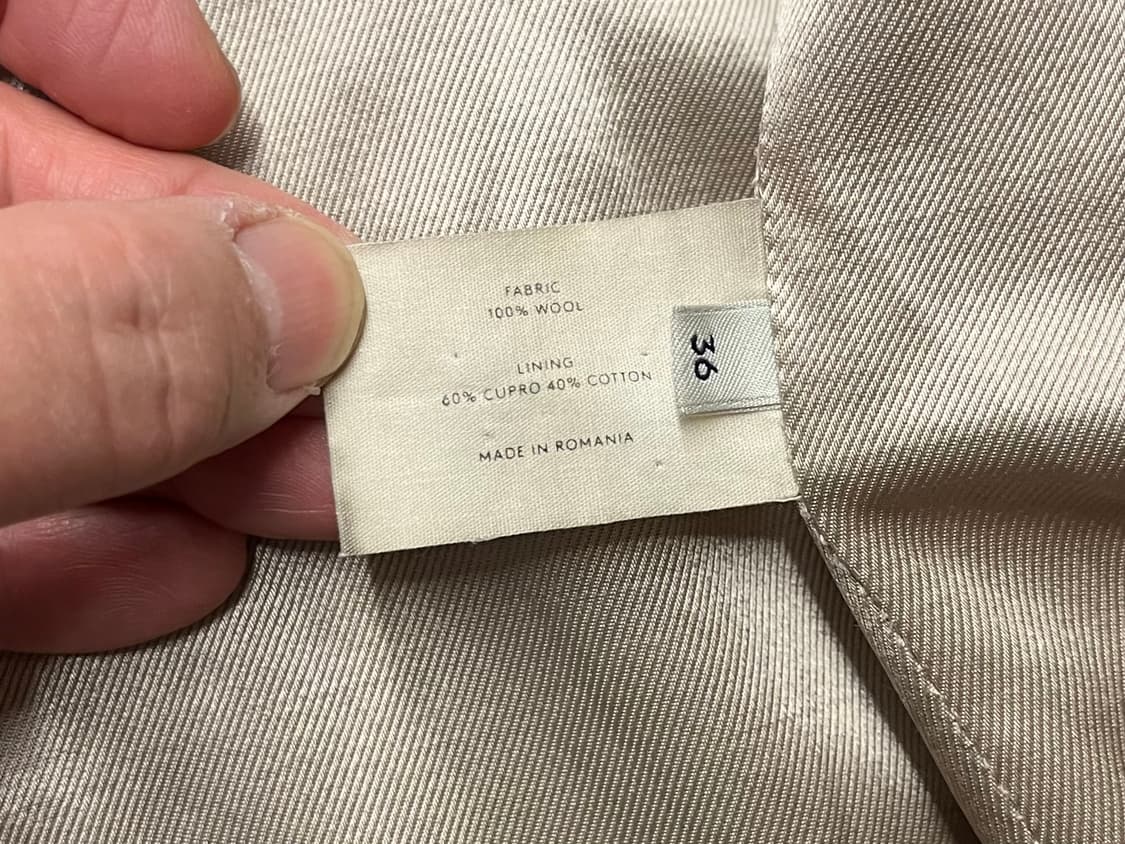 FABRIC
100% WOOL
LINING
60% CUPRO 40% COTTON
MADE IN ROMANIA
36